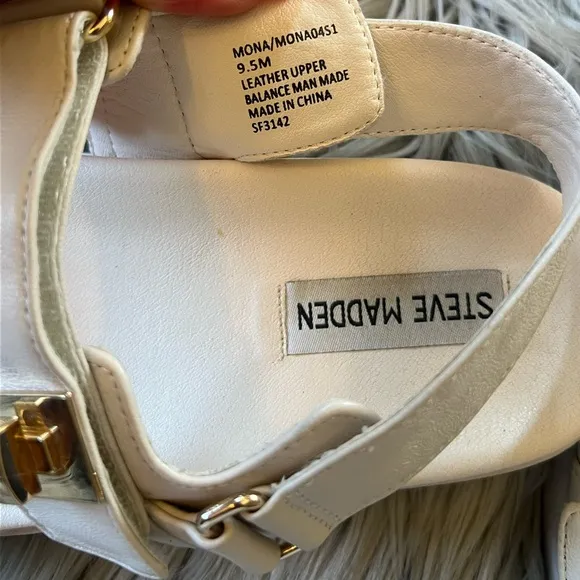 MONA/MONA04S1
9.5M
LEATHER UPPER
BALANCE MAN MADE
MADE IN CHINA
SF3142
STEVE MADDEN